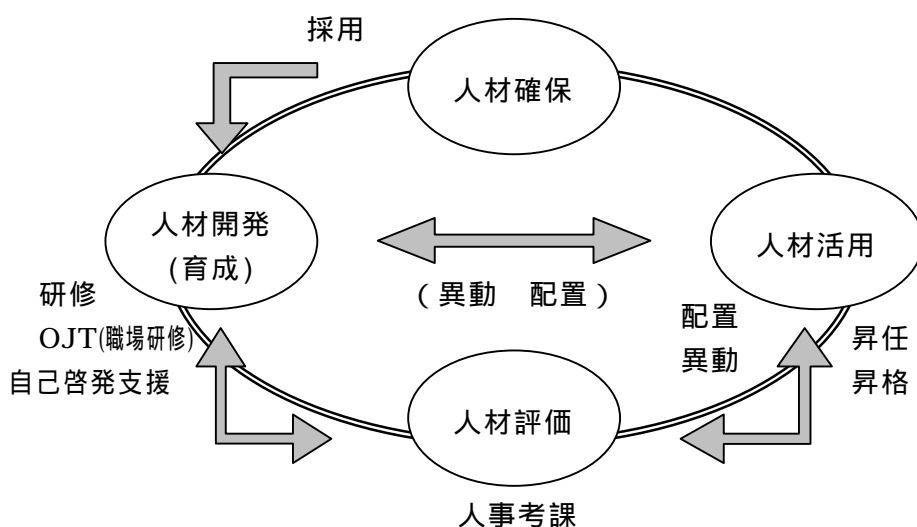 採用
人材確保
人材開発
(育成)
人材活用
(異動　配置)
研修
OJT(職場研修)
自己啓発支援
配置
異動
昇任
昇格
人材評価
人事考課